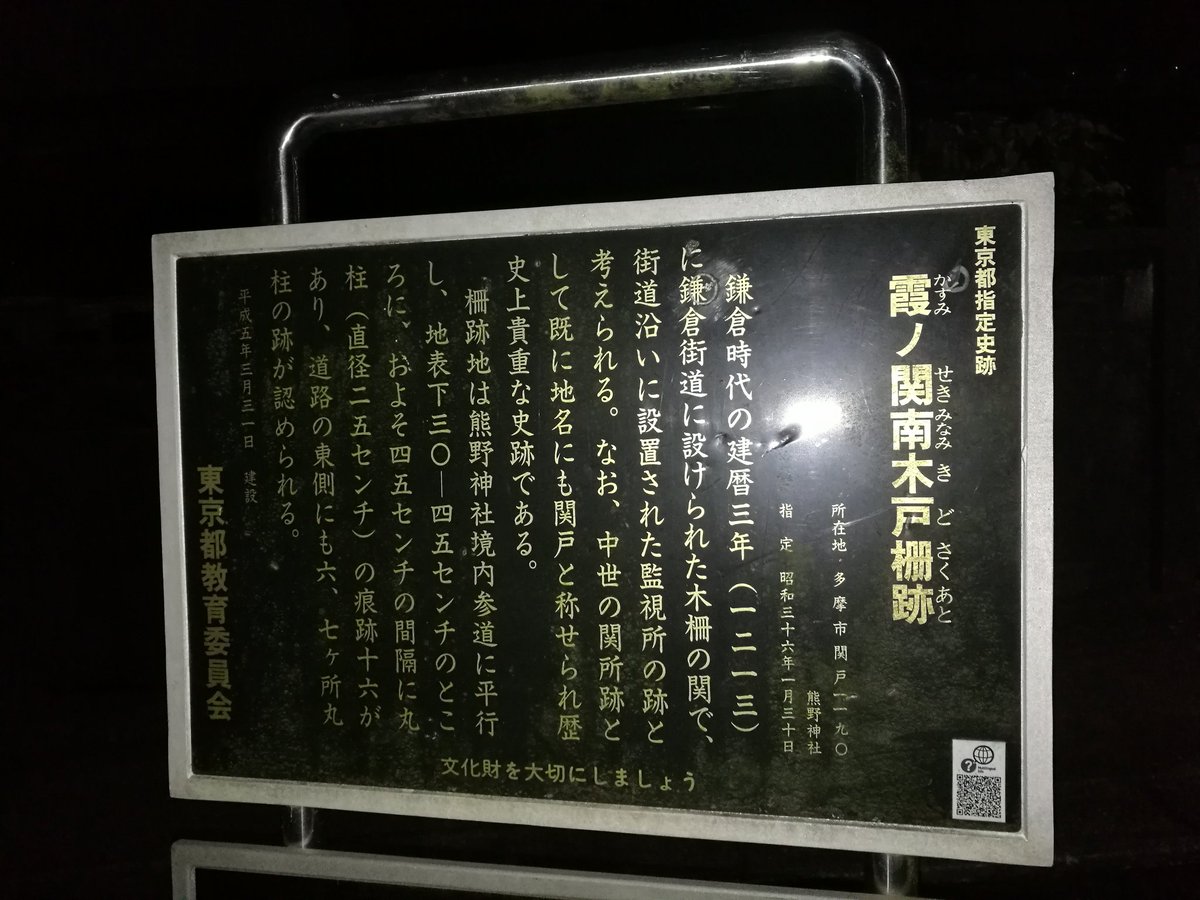 東京都指定史跡
霞ノ関南木戸柵跡
かすみ せき みなみ き ど さくあと
所在地 多摩市関戸一一九〇
熊野神社
指定 昭和三十六年一月三十日
鎌倉時代の建暦三年（一二一三）
に鎌倉街道に設けられた木柵の関で、
街道沿いに設置された監視所の跡と
考えられる。なお、中世の関所跡と
して既に地名にも関戸と称せられ歴
史上貴重な史跡である。
柵跡地は熊野神社境内参道に平行
し、地表下三〇―四五センチのとこ
ろに、およそ四五センチの間隔に丸
柱（直径二五センチ）の痕跡十六が
あり、道路の東側にも六、七ヶ所丸
柱の跡が認められる。
平成五年三月三一日 建設
東京都教育委員会
文化財を大切にしましょう